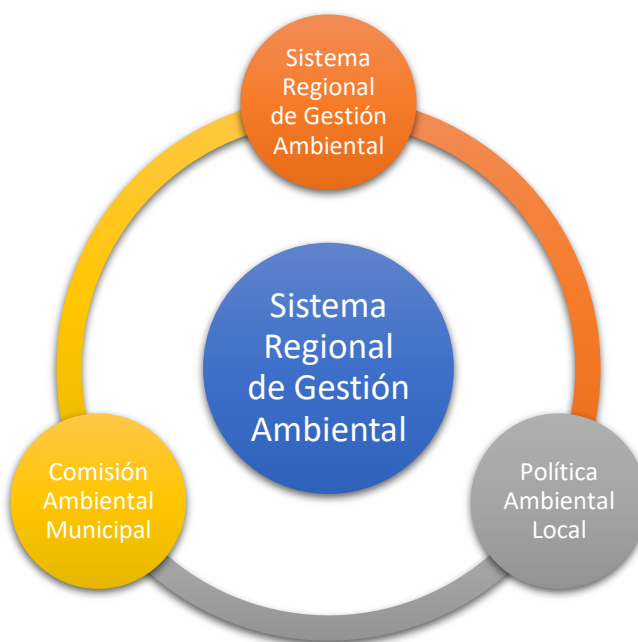 Sistema
Regional
de Gestión
Ambiental
Sistema
Regional
de Gestión
Ambiental
Comisión
Ambiental
Municipal
Política
Ambiental
Local